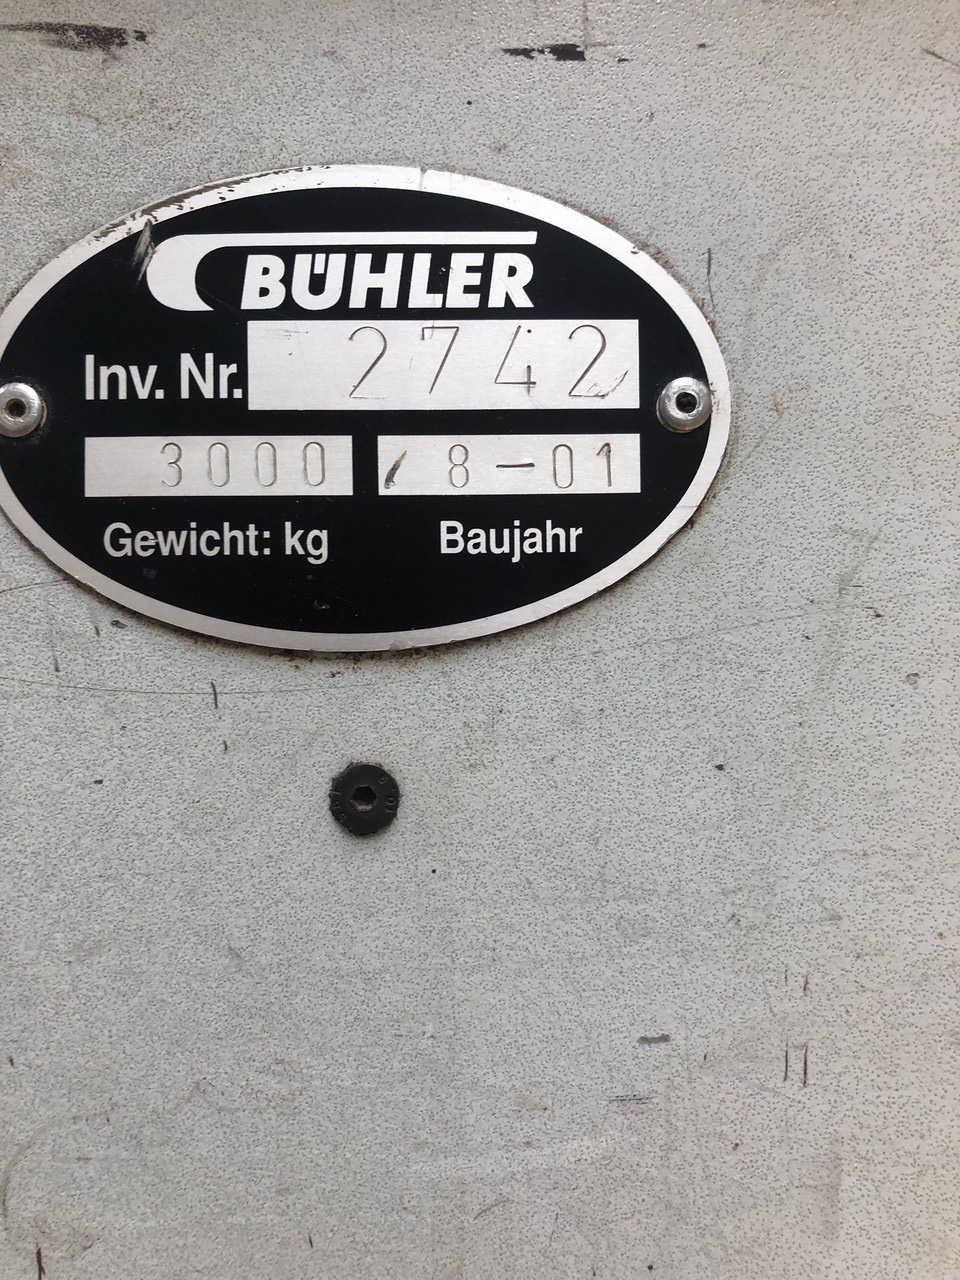 BÜHLER
Inv. Nr. 2742
3000 8-01
Gewicht: kg Baujahr